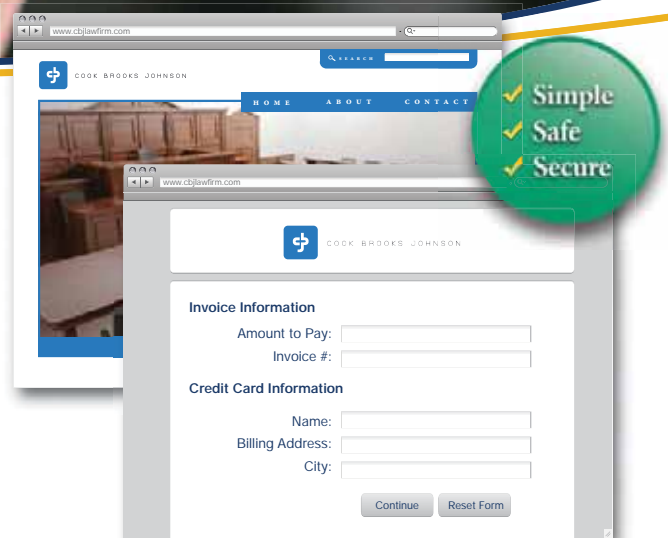 www.cbjlawfirm.com
SEARCH
COOK BROOKS JOHNSON
HOME ABOUT CONTACT
Simple
Safe
Secure
www.cbjlawfirm.com
COOK BROOKS JOHNSON
Invoice Information
Amount to Pay:
Invoice #:
Credit Card Information
Name:
Billing Address:
City:
Continue Reset Form